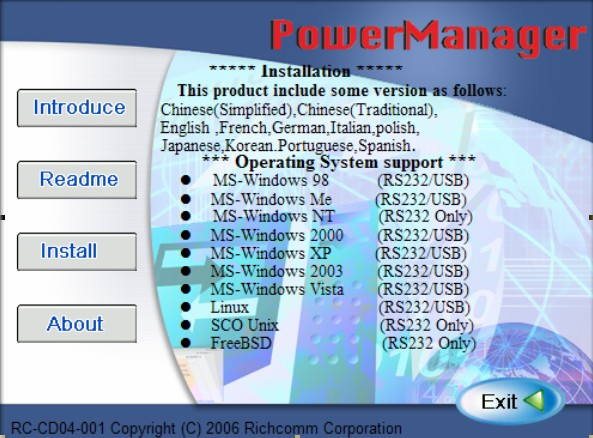 PowerManager
***** Installation *****
This product include some version as follows:
Chinese(Simplified),Chinese(Traditional),
English ,French,German,Italian,polish,
Japanese,Korean.Portuguese,Spanish.
*** Operating System support ***
● MS-Windows 98 (RS232/USB)
● MS-Windows Me (RS232/USB)
● MS-Windows NT (RS232 Only)
● MS-Windows 2000 (RS232/USB)
● MS-Windows XP (RS232/USB)
● MS-Windows 2003 (RS232/USB)
● MS-Windows Vista (RS232/USB)
● Linux (RS232/USB)
● SCO Unix (RS232 Only)
● FreeBSD (RS232 Only)
Introduce
Readme
Install
About
Exit
RC-CD04-001 Copyright (C) 2006 Richcomm Corporation